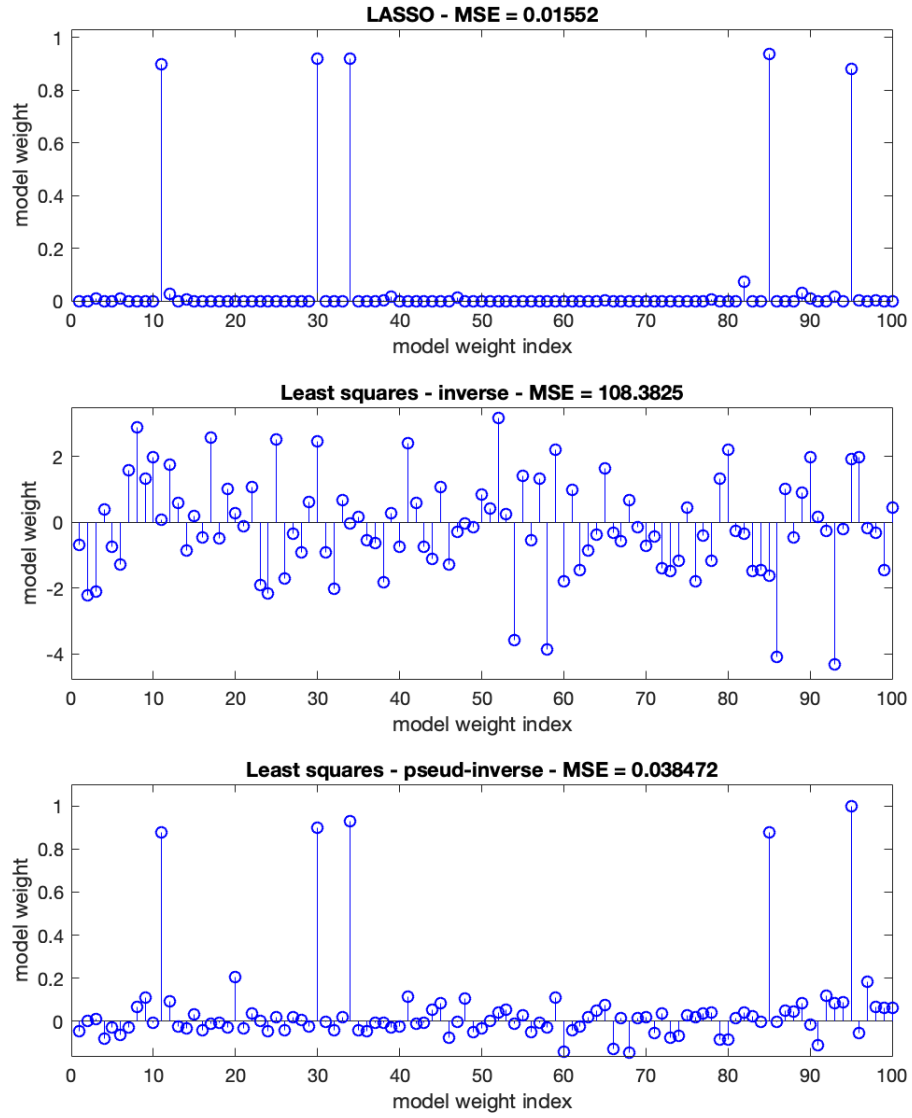 LASSO - MSE = 0.01552
1
0.8
0.6
0.4
0.2
0
model weight
0 10 20 30 40 50 60 70 80 90 100
model weight index
Least squares - inverse - MSE = 108.3825
2
0
-2
-4
model weight
0 10 20 30 40 50 60 70 80 90 100
model weight index
Least squares - pseud-inverse - MSE = 0.038472
1
0.8
0.6
0.4
0.2
0
model weight
0 10 20 30 40 50 60 70 80 90 100
model weight index